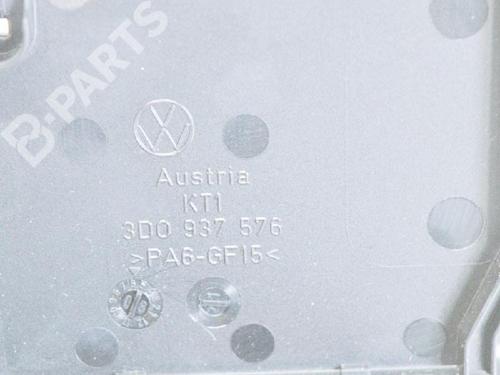 B-PARTS
Austria
KT1
3D0 937 576
>PA6-GF15<